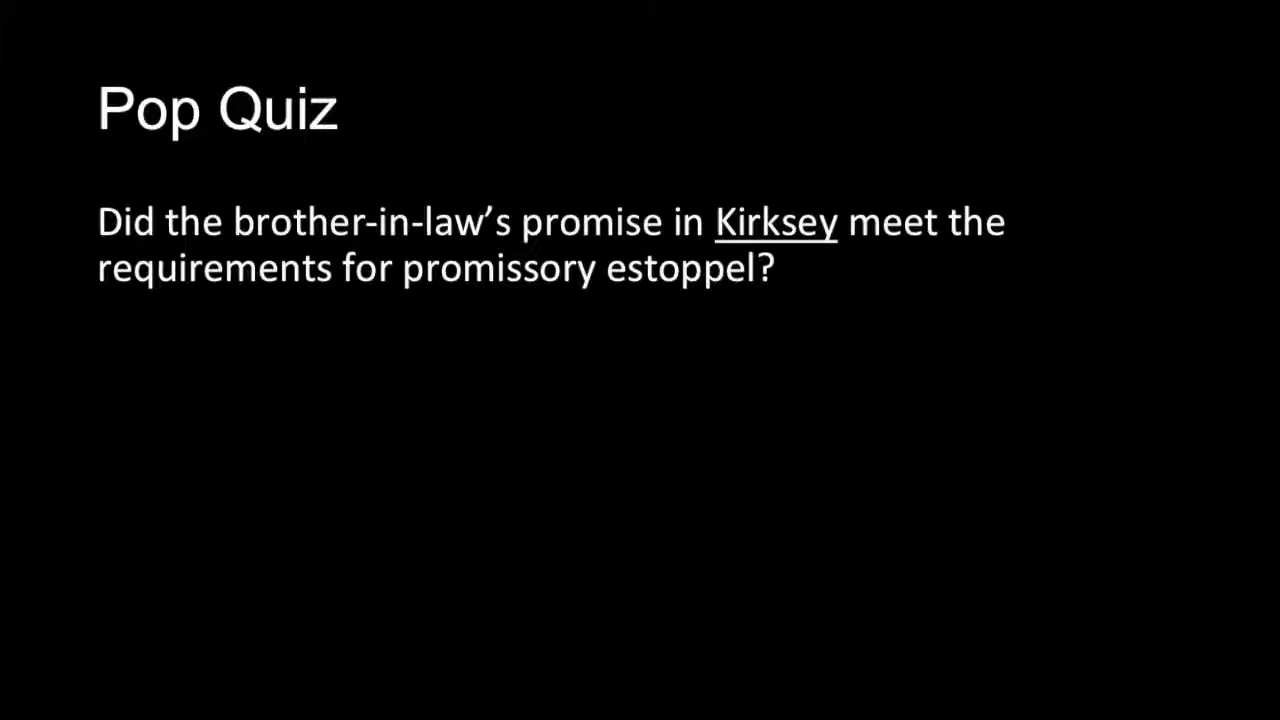 Pop Quiz
Did the brother-in-law’s promise in Kirksey meet the
requirements for promissory estoppel?